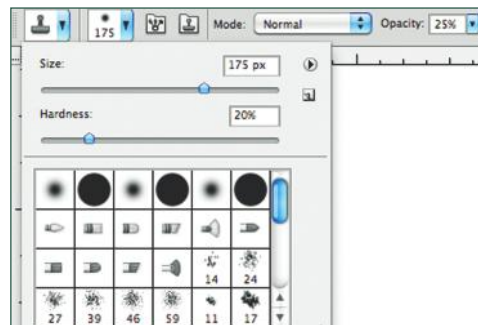 175 Mode: Normal Opacity: 25%
Size: 175 px
Hardness: 20%
14 24
27 39 46 59 11 17